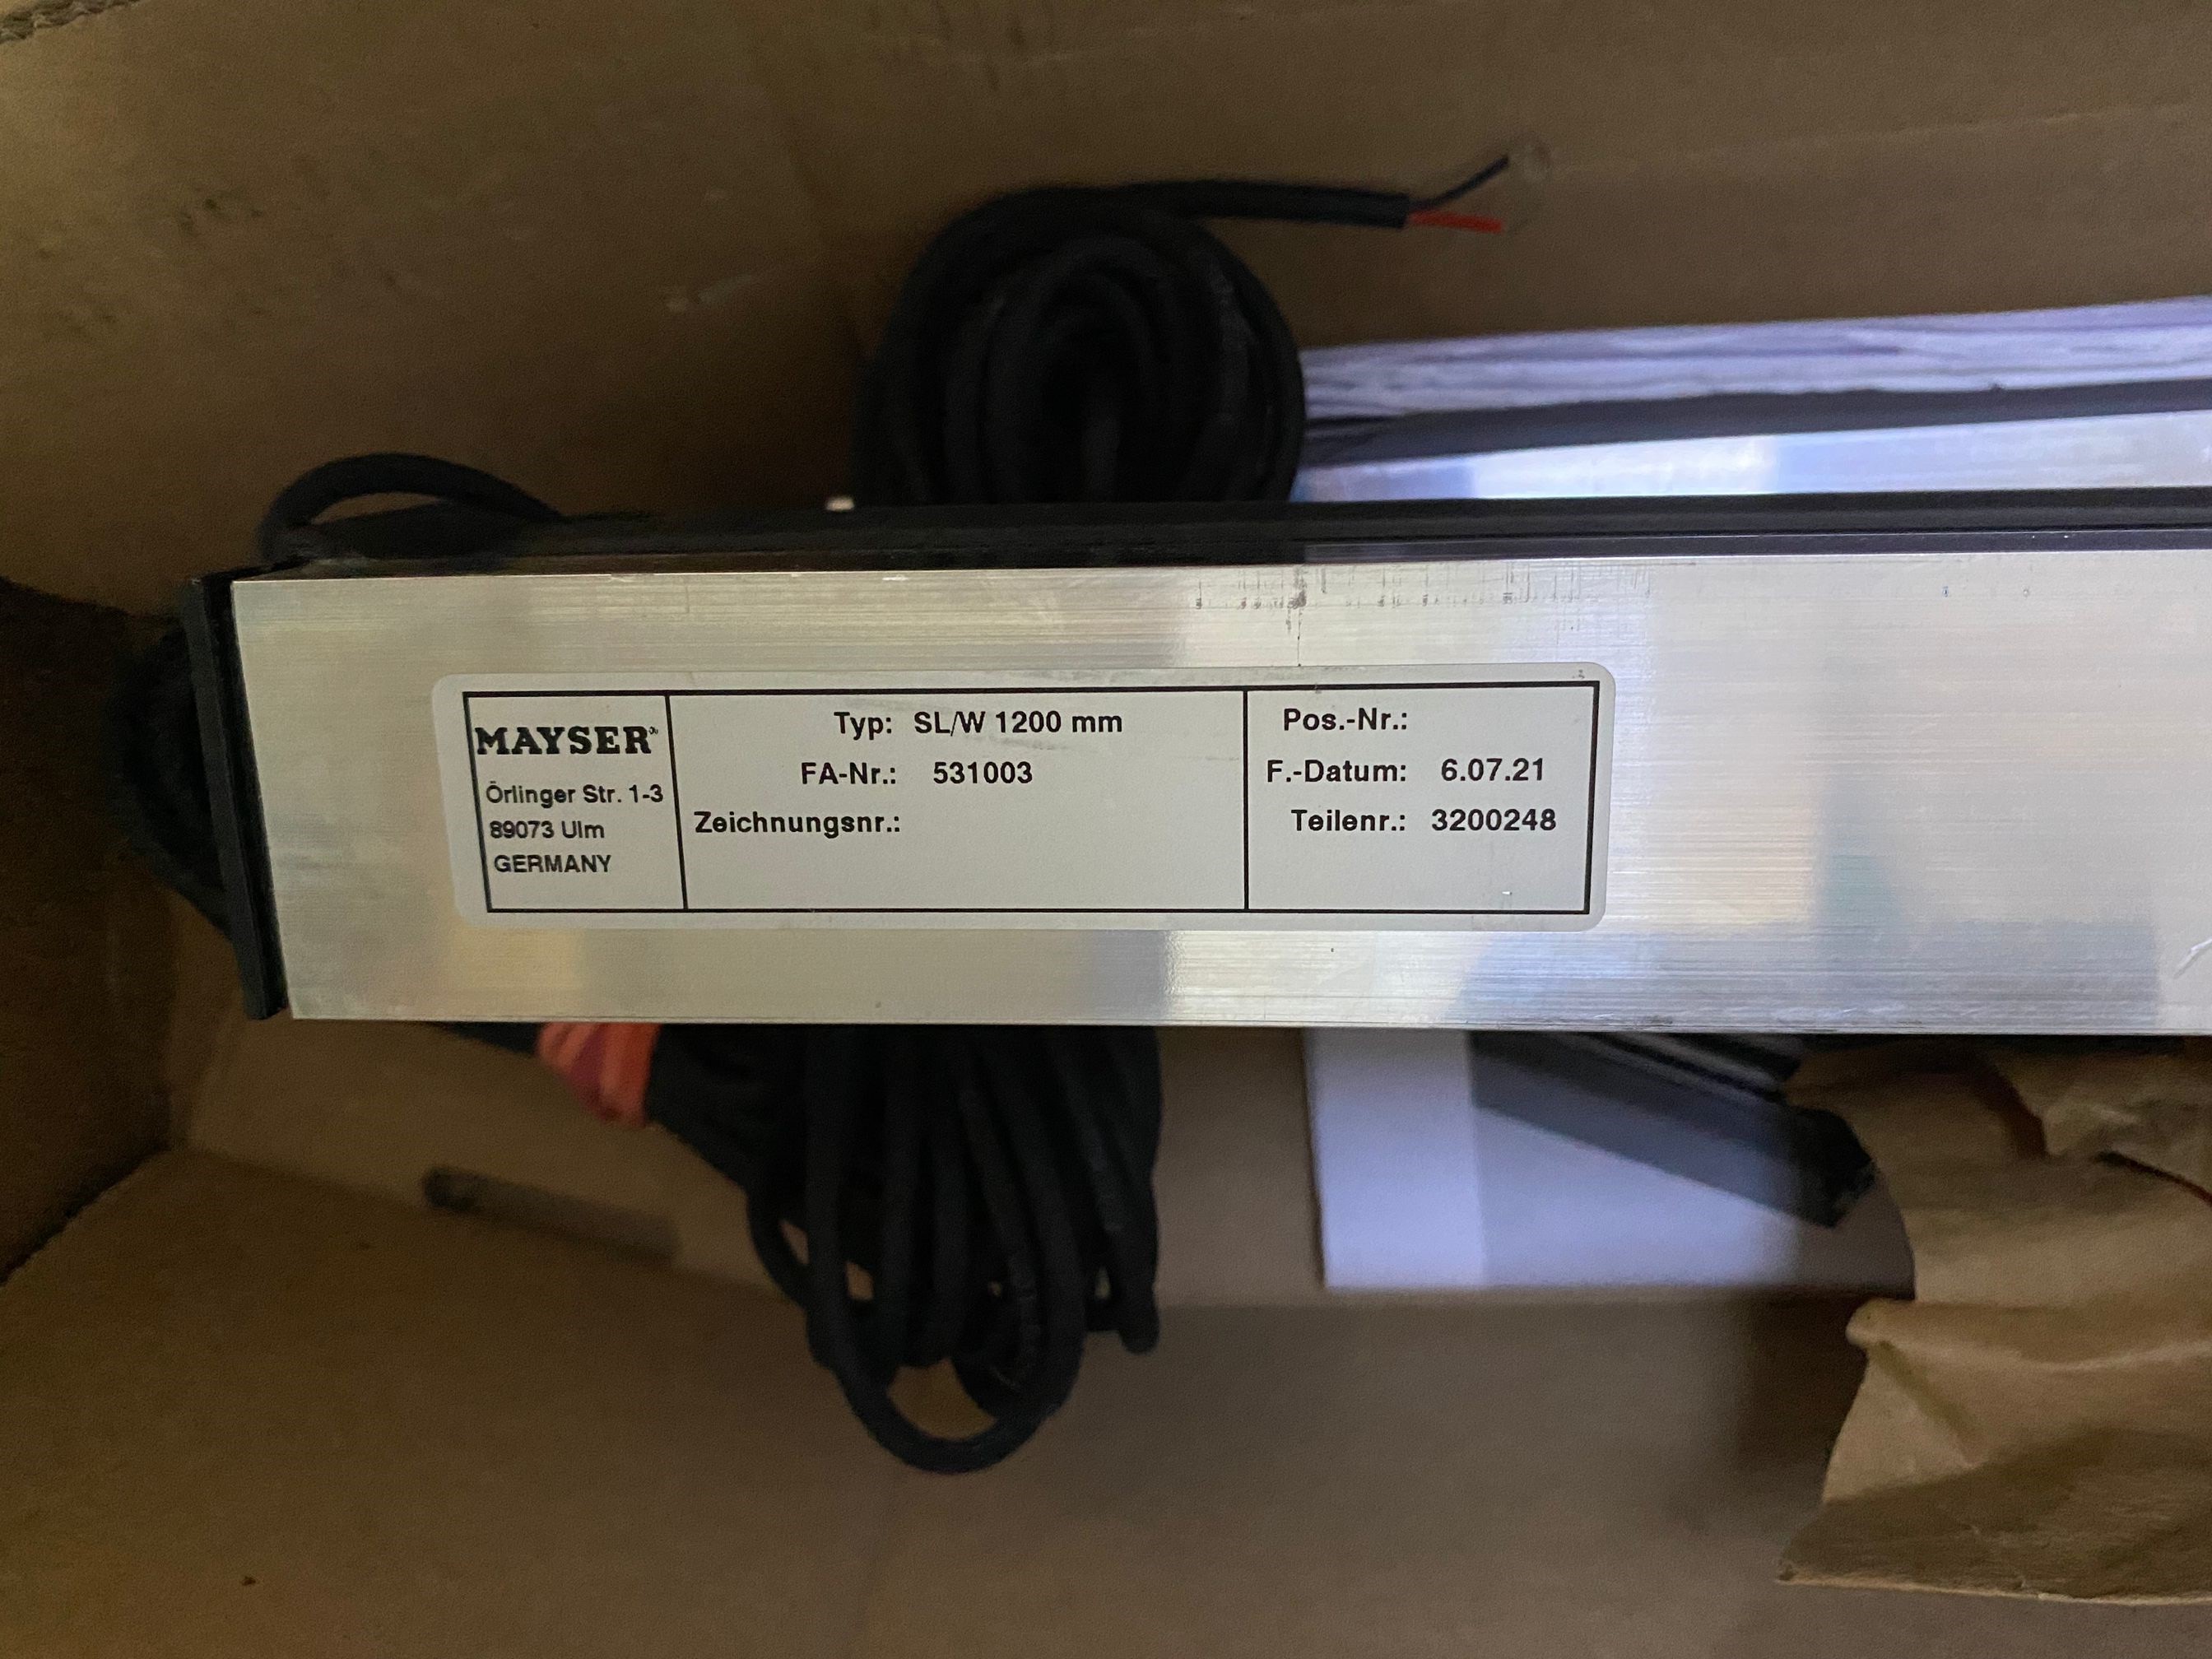 MAYSER®
Örlinger Str. 1-3
89073 Ulm
GERMANY
Typ: SL/W 1200 mm
FA-Nr.: 531003
Zeichnungsnr.:
Pos.-Nr.:
F.-Datum: 6.07.21
Teilenr.: 3200248